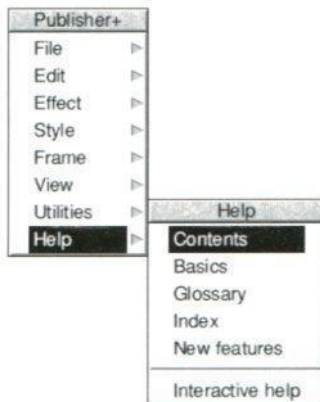 Publisher+
File
Edit
Effect
Style
Frame
View
Utilities
Help
Help
Contents
Basics
Glossary
Index
New features
Interactive help